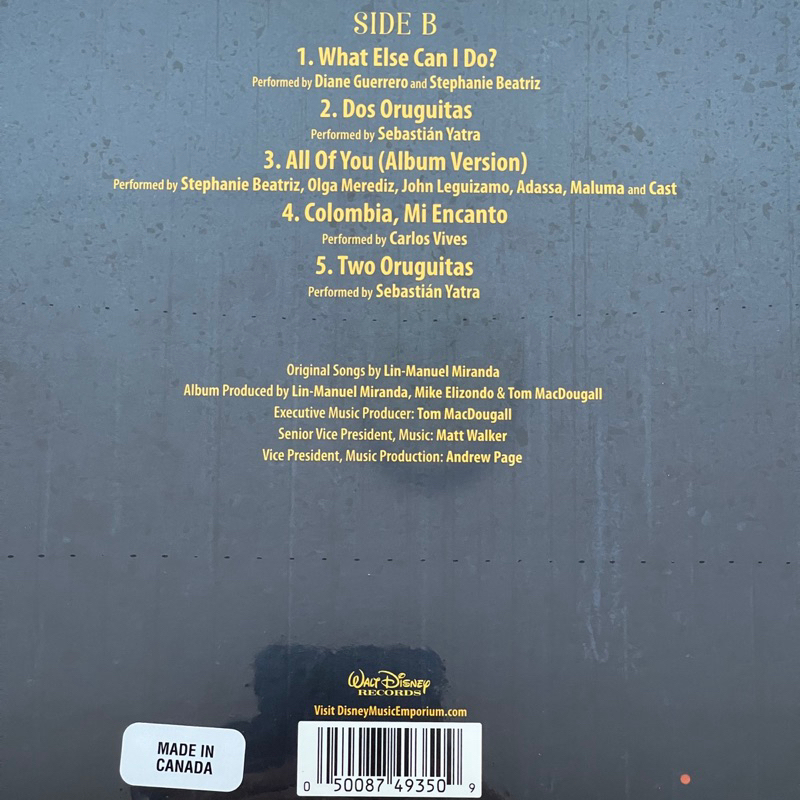 SIDE B
1. What Else Can I Do?
Performed by Diane Guerrero and Stephanie Beatriz
2. Dos Oruguitas
Performed by Sebastián Yatra
3. All Of You (Album Version)
Performed by Stephanie Beatriz, Olga Merediz, John Leguizamo, Adassa, Maluma and Cast
4. Colombia, Mi Encanto
Performed by Carlos Vives
5. Two Oruguitas
Performed by Sebastián Yatra
Original Songs by Lin-Manuel Miranda
Album Produced by Lin-Manuel Miranda, Mike Elizondo & Tom MacDougall
Executive Music Producer: Tom MacDougall
Senior Vice President, Music: Matt Walker
Vice President, Music Production: Andrew Page
WALT DISNEY
RECORDS
Visit DisneyMusicEmporium.com
MADE IN
CANADA
0 50087 49350 9